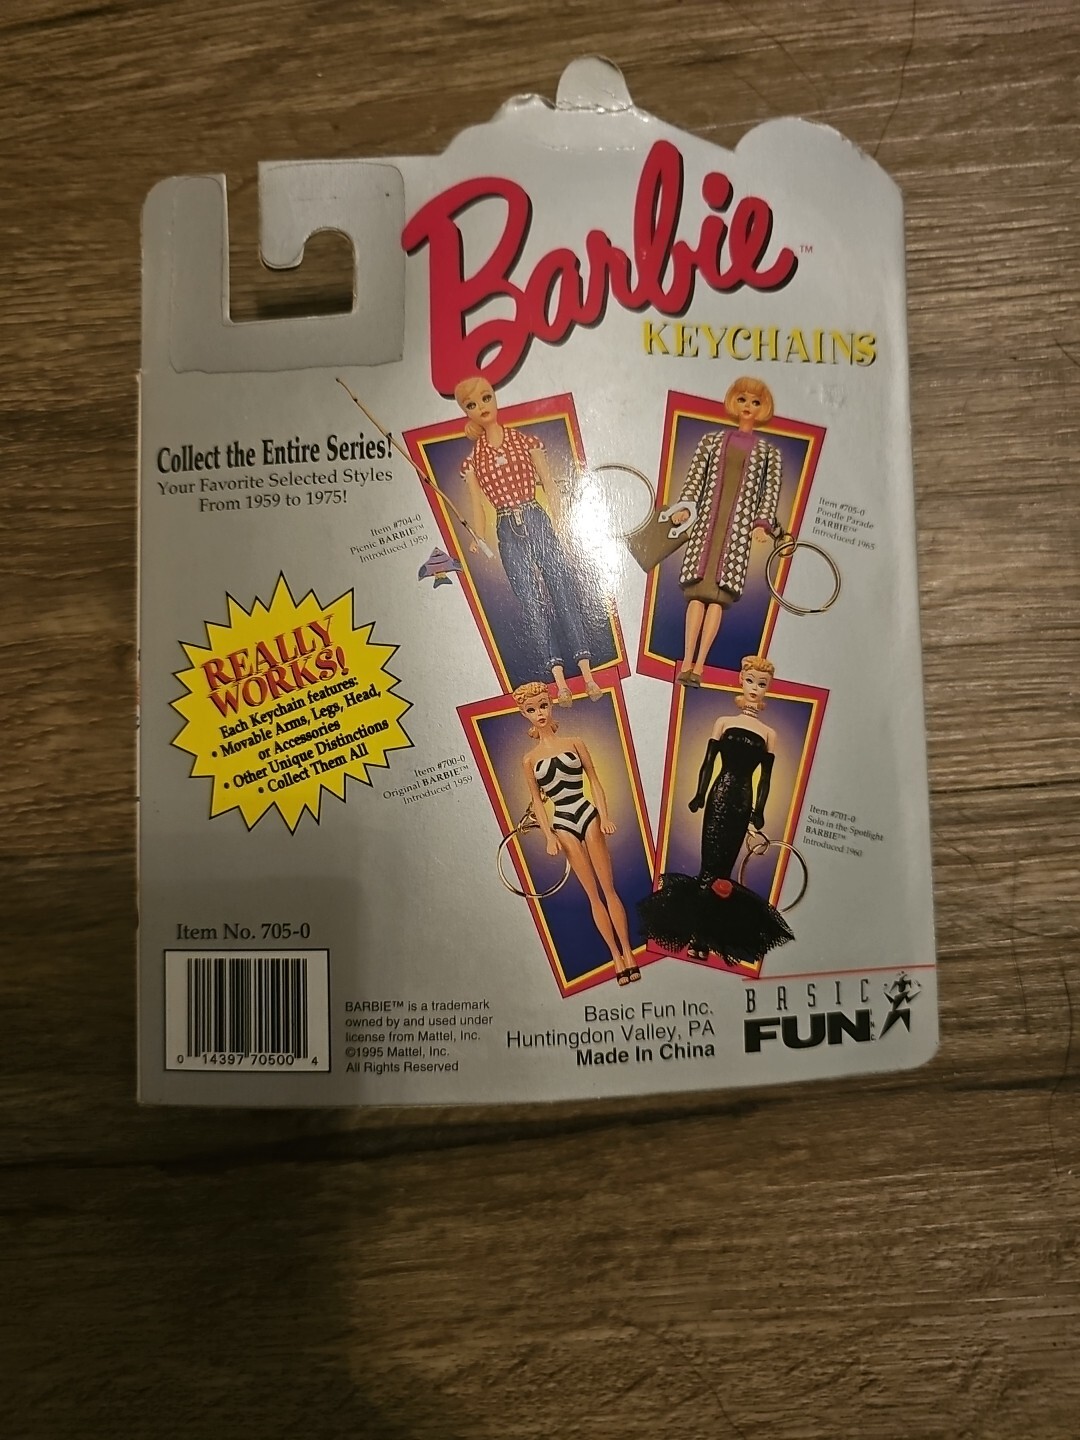 Barbie™
KEYCHAINS
Collect the Entire Series!
Your Favorite Selected Styles
From 1959 to 1975!
Item #704-0
Picnic BARBIE™
Introduced 1959
Item #705-0
Poodle Parade
BARBIE™
Introduced 1965
REALLY
WORKS!
Each Keychain features:
• Movable Arms, Legs, Head,
or Accessories
• Other Unique Distinctions
• Collect Them All
Item #700-0
Original BARBIE™
Introduced 1959
Item #701-0
Solo in the Spotlight
BARBIE™
Introduced 1960
Item No. 705-0
0 14397 70500 4
BARBIE™ is a trademark
owned by and used under
license from Mattel, Inc.
©1995 Mattel, Inc.
All Rights Reserved
Basic Fun Inc.
Huntingdon Valley, PA
Made In China
BASIC
FUN INC.